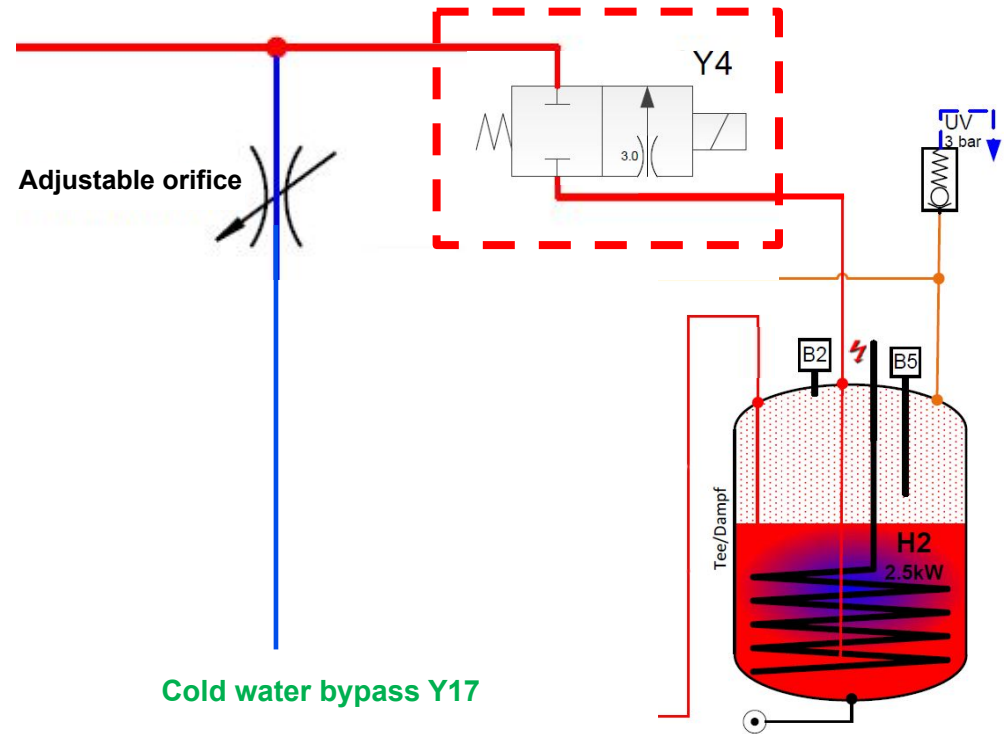 Y4
UV
3 bar
3.0
Adjustable orifice
B2
B5
Tee/Dampf
H2
2.5kW
Cold water bypass Y17